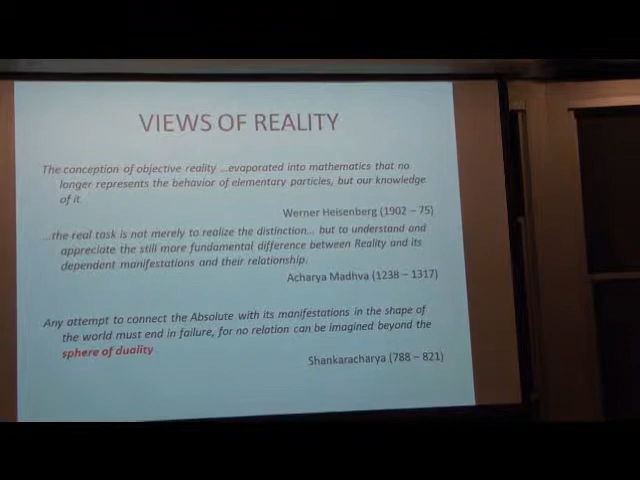 VIEWS OF REALITY
The conception of objective reality ...evaporated into mathematics that no
longer represents the behavior of elementary particles, but our knowledge
of it
Werner Heisenberg (1902 – 75)
...the real task is not merely to realize the distinction... but to understand and
appreciate the still more fundamental difference between Reality and its
dependent manifestations and their relationship.
Acharya Madhva (1238 – 1317)
Any attempt to connect the Absolute with its manifestations in the shape of
the world must end in failure, for no relation can be imagined beyond the
sphere of duality
Shankaracharya (788 – 821)